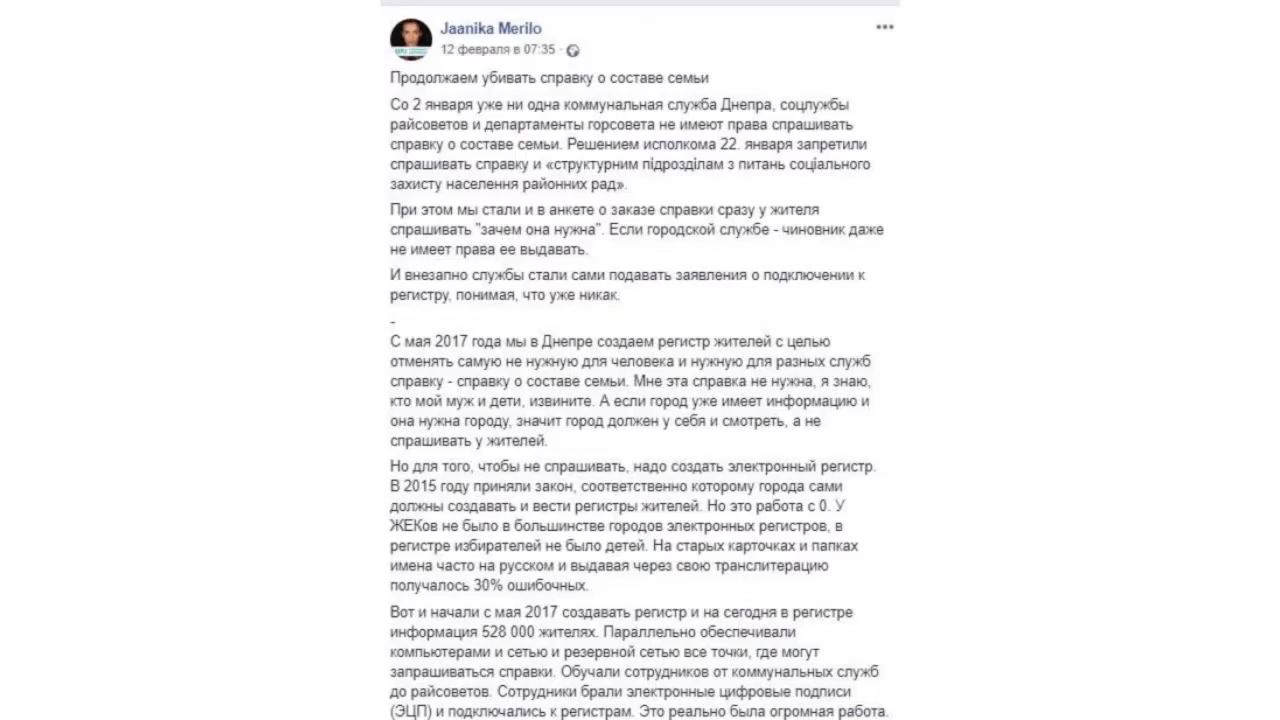 Jaanika Merilo
12 февраля в 07:35 ·
Продолжаем убивать справку о составе семьи
Со 2 января уже ни одна коммунальная служба Днепра, соцлужбы
райсоветов и департаменты горсовета не имеют права спрашивать
справку о составе семьи. Решением исполкома 22. января запретили
спрашивать справку и «структурним підрозділам з питань соціального
захисту населення районних рад».
При этом мы стали и в анкете о заказе справки сразу у жителя
спрашивать "зачем она нужна". Если городской службе - чиновник даже
не имеет права ее выдавать.
И внезапно службы стали сами подавать заявления о подключении к
регистру, понимая, что уже никак.
-
С мая 2017 года мы в Днепре создаем регистр жителей с целью
отменять самую не нужную для человека и нужную для разных служб
справку - справку о составе семьи. Мне эта справка не нужна, я знаю,
кто мой муж и дети, извините. А если город уже имеет информацию и
она нужна городу, значит город должен у себя и смотреть, а не
спрашивать у жителей.
Но для того, чтобы не спрашивать, надо создать электронный регистр.
В 2015 году приняли закон, соответственно которому города сами
должны создавать и вести регистры жителей. Но это работа с 0. У
ЖЕКов не было в большинстве городов электронных регистров, в
регистре избирателей не было детей. На старых карточках и папках
имена часто на русском и выдавая через свою транслитерацию
получалось 30% ошибочных.
Вот и начали с мая 2017 создавать регистр и на сегодня в регистре
информация 528 000 жителях. Параллельно обеспечивали
компьютерами и сетью и резервной сетью все точки, где могут
запрашиваться справки. Обучали сотрудников от коммунальных служб
до райсоветов. Сотрудники брали электронные цифровые подписи
(ЭЦП) и подключались к регистрам. Это реально была огромная работа.